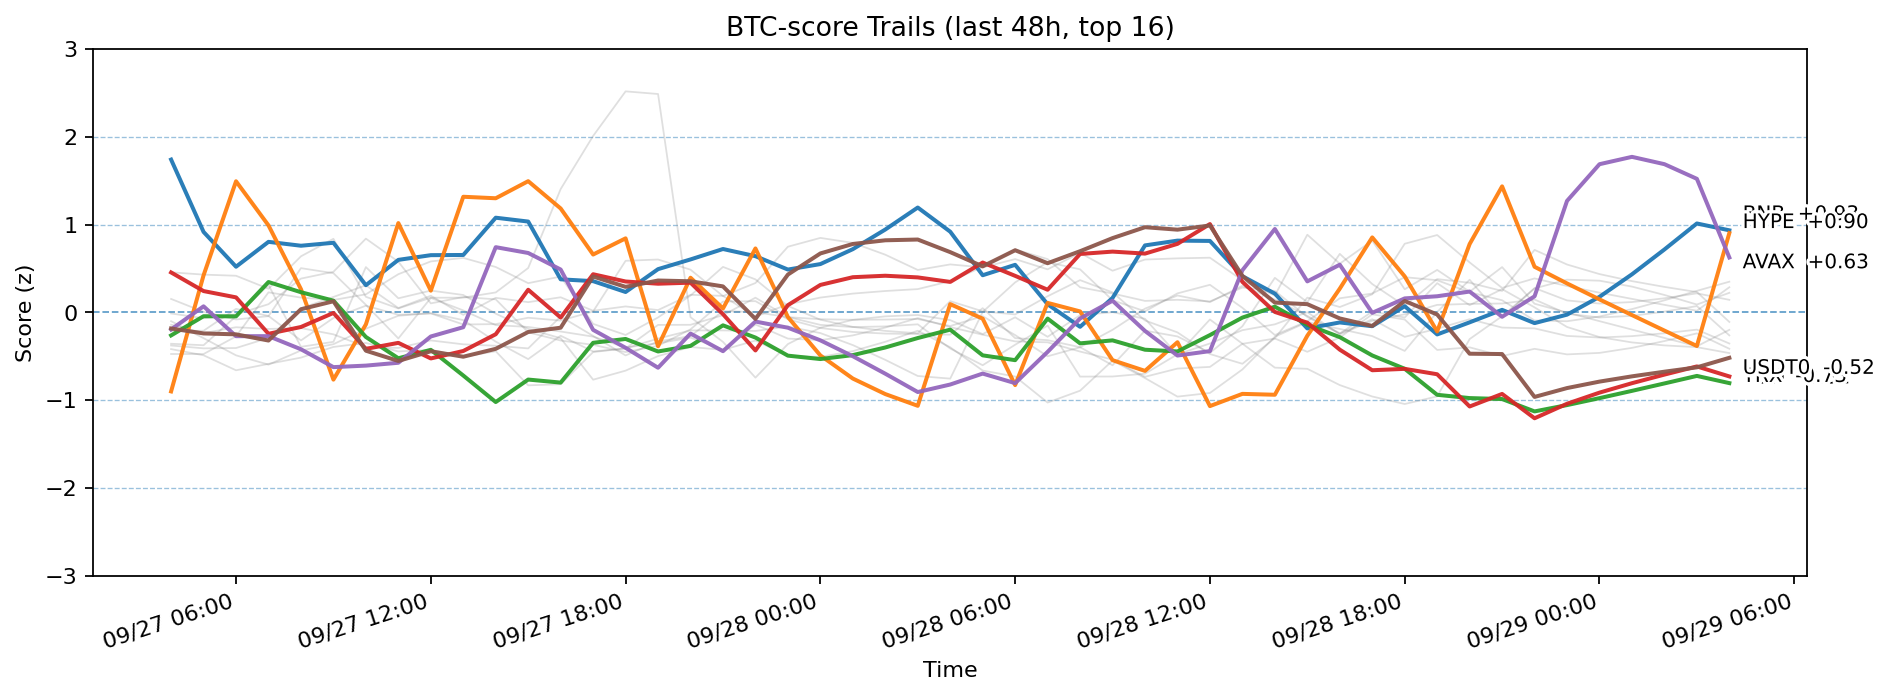 BTC-score Trails (last 48h, top 16)
Score (z)
3
2
1
0
−1
−2
−3
HYPE +0.90
AVAX +0.63
USDT0 -0.52
09/27 06:00
09/27 12:00
09/27 18:00
09/28 00:00
09/28 06:00
09/28 12:00
09/28 18:00
09/29 00:00
09/29 06:00
Time